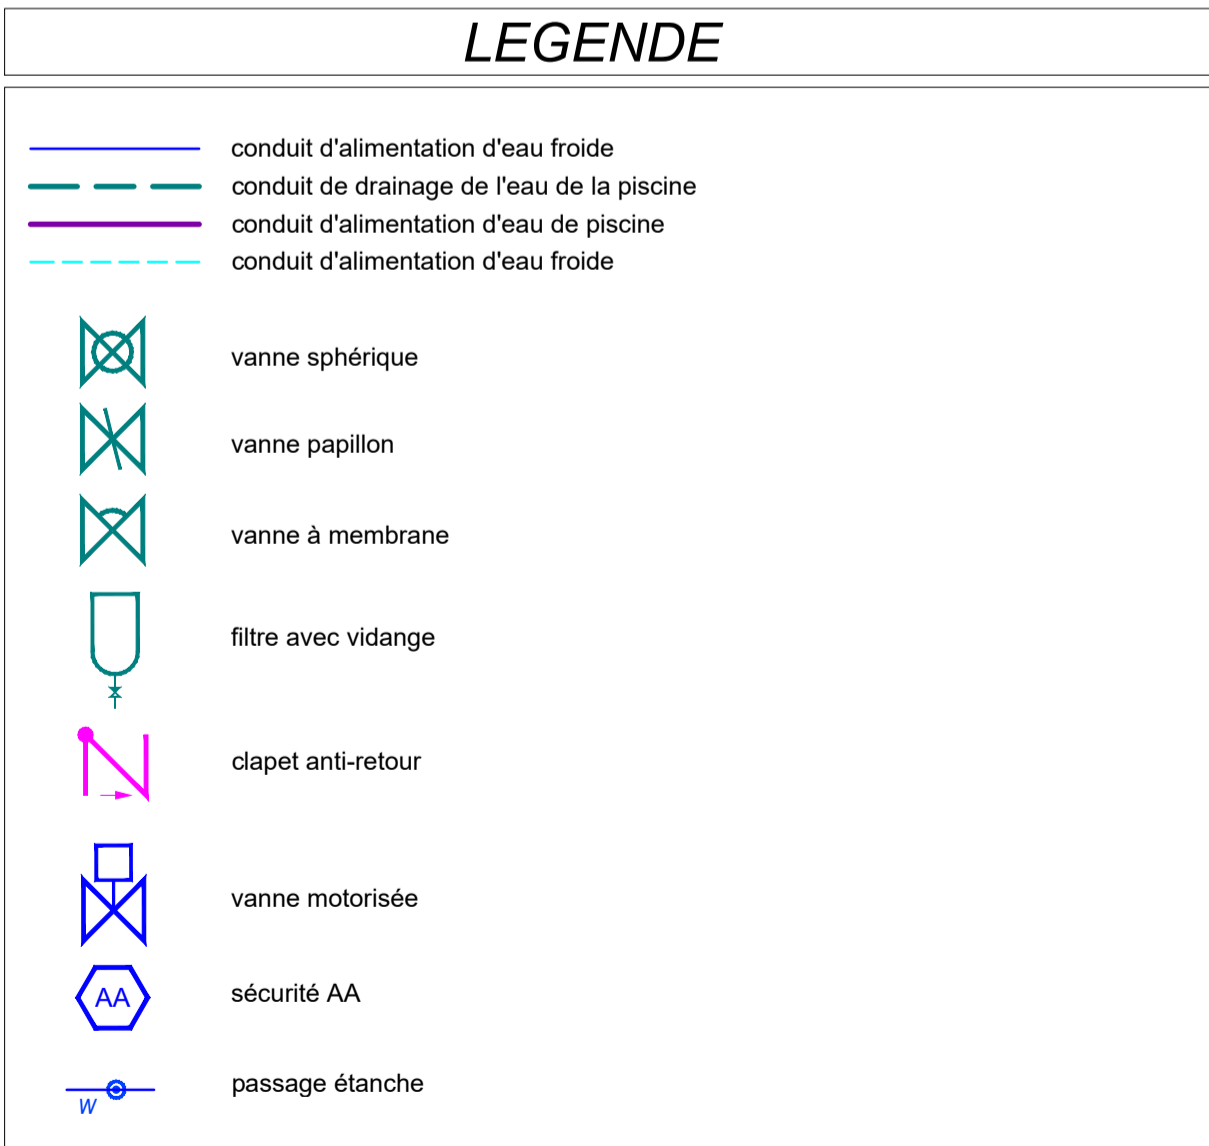 LEGENDE
conduit d'alimentation d'eau froide
conduit de drainage de l'eau de la piscine
conduit d'alimentation d'eau de piscine
conduit d'alimentation d'eau froide
vanne sphérique
vanne papillon
vanne à membrane
filtre avec vidange
clapet anti-retour
vanne motorisée
AA sécurité AA
passage étanche
W